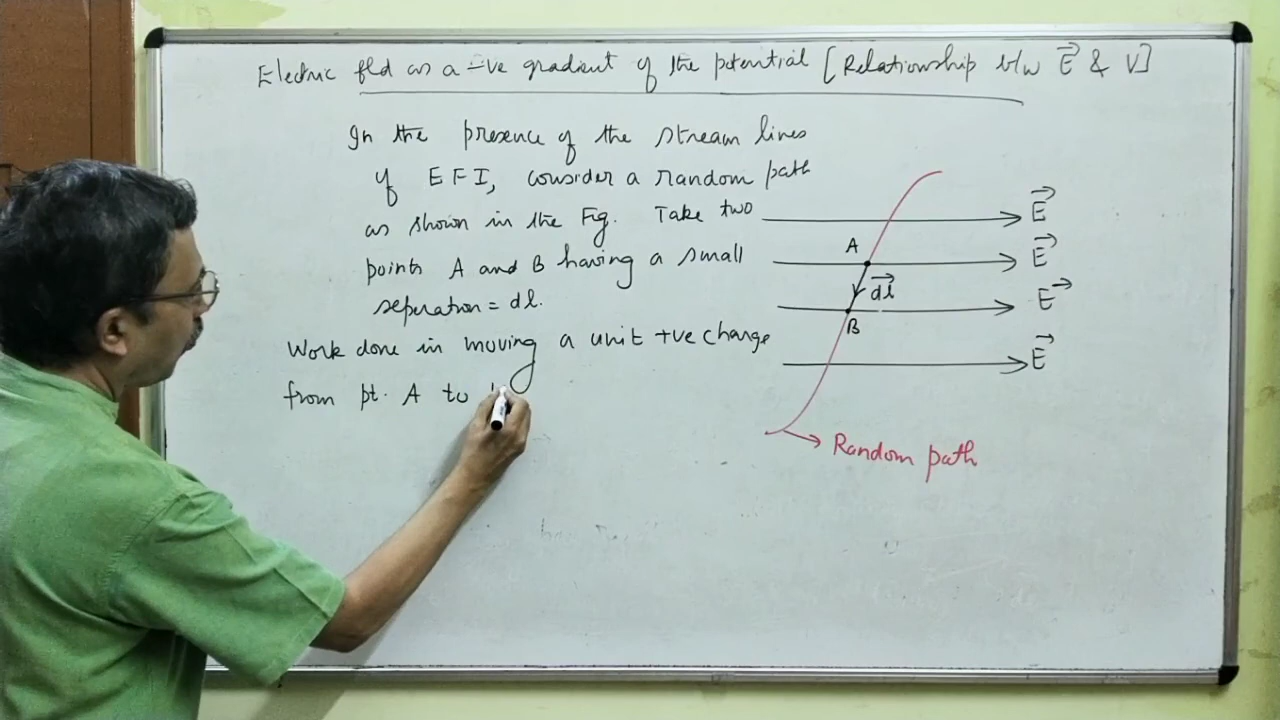 Electric fld as a -ve gradient of the potential [Relationship b/w E⃗ & V]
In the presence of the stream lines
of EFI, consider a random path
as shown in the Fig. Take two
points A and B having a small
seperation = dl.
Work done in moving a unit +ve charge
from pt. A to
E⃗
A
E⃗
dl⃗
E⃗
B
E⃗
Random path